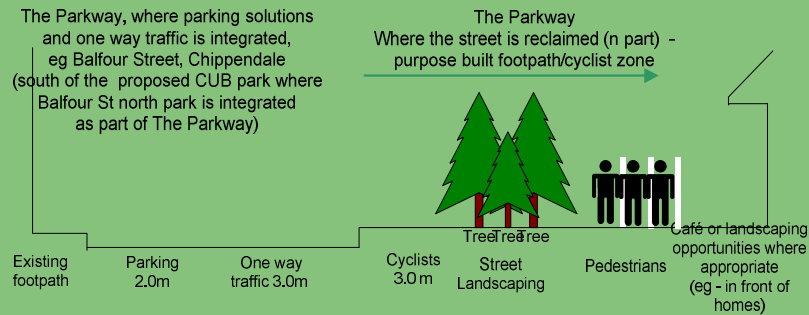 The Parkway, where parking solutions
and one way traffic is integrated,
eg Balfour Street, Chippendale
(south of the proposed CUB park where
Balfour St north park is integrated
as part of The Parkway)
The Parkway
Where the street is reclaimed (n part) -
purpose built footpath/cyclist zone
Tree Tree Tree
Existing
footpath
Parking
2.0m
One way
traffic 3.0m
Cyclists
3.0 m
Street
Landscaping
Pedestrians
Café or landscaping
opportunities where
appropriate
(eg - in front of
homes)